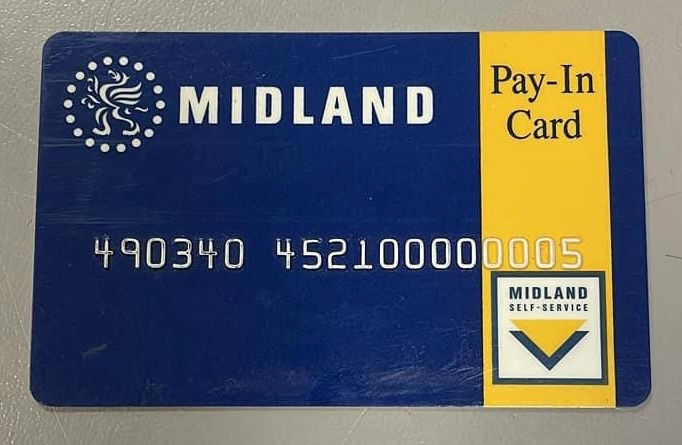 MIDLAND
Pay-In
Card
490340 452100000005
MIDLAND
SELF-SERVICE